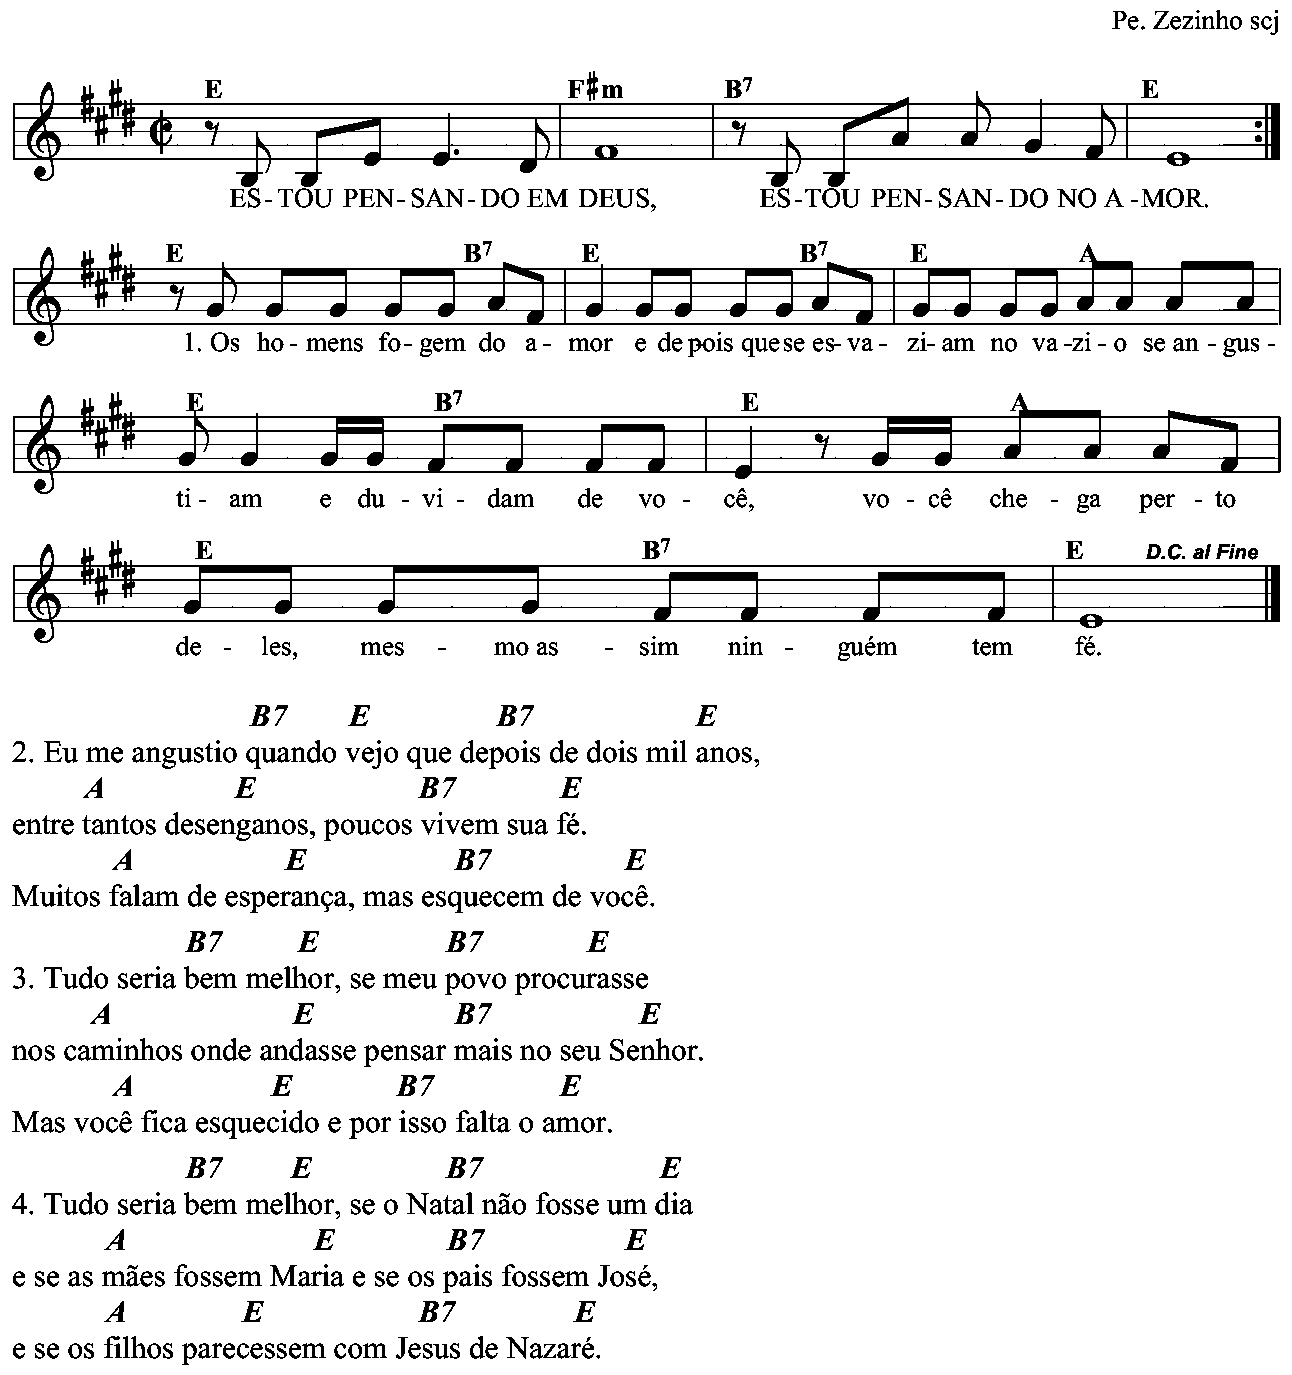 Pe. Zezinho scj
E F#m B7 E
ES-TOU PEN-SAN-DO EM DEUS, ES-TOU PEN-SAN-DO NO A-MOR.
E B7 E B7 E A
1. Os ho-mens fo-gem do a-mor e depois que se es-va-zi-am no va-zi-o se an-gus-
E B7 E A
ti-am e du-vi-dam de vo-cê, vo-cê che-ga per-to
E B7 E D.C. al Fine
de-les, mes-mo as-sim nin-guém tem fé.
B7 E B7 E
2. Eu me angustio quando vejo que depois de dois mil anos,
A E B7 E
entre tantos desenganos, poucos vivem sua fé.
A E B7 E
Muitos falam de esperança, mas esquecem de você.
B7 E B7 E
3. Tudo seria bem melhor, se meu povo procurasse
A E B7 E
nos caminhos onde andasse pensar mais no seu Senhor.
A E B7 E
Mas você fica esquecido e por isso falta o amor.
B7 E B7 E
4. Tudo seria bem melhor, se o Natal não fosse um dia
A E B7 E
e se as mães fossem Maria e se os pais fossem José,
A E B7 E
e se os filhos parecessem com Jesus de Nazaré.